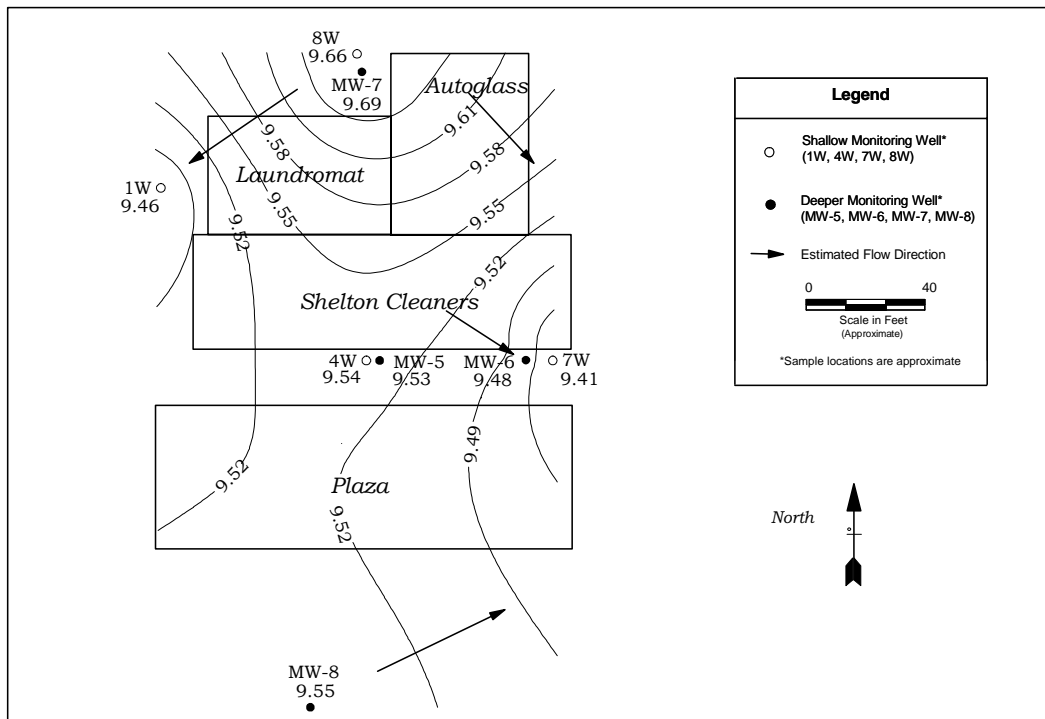 8W
9.66
MW-7
9.69
Autoglass
9.61
9.58
9.58
Laundromat
1W
9.46
9.55
9.55
9.52
9.52
Shelton Cleaners
4W
9.54
MW-5
9.53
MW-6
9.48
7W
9.41
9.49
9.52
Plaza
9.52
MW-8
9.55
Legend
Shallow Monitoring Well*
(1W, 4W, 7W, 8W)
Deeper Monitoring Well*
(MW-5, MW-6, MW-7, MW-8)
Estimated Flow Direction
0 40
Scale in Feet
(Approximate)
*Sample locations are approximate
North